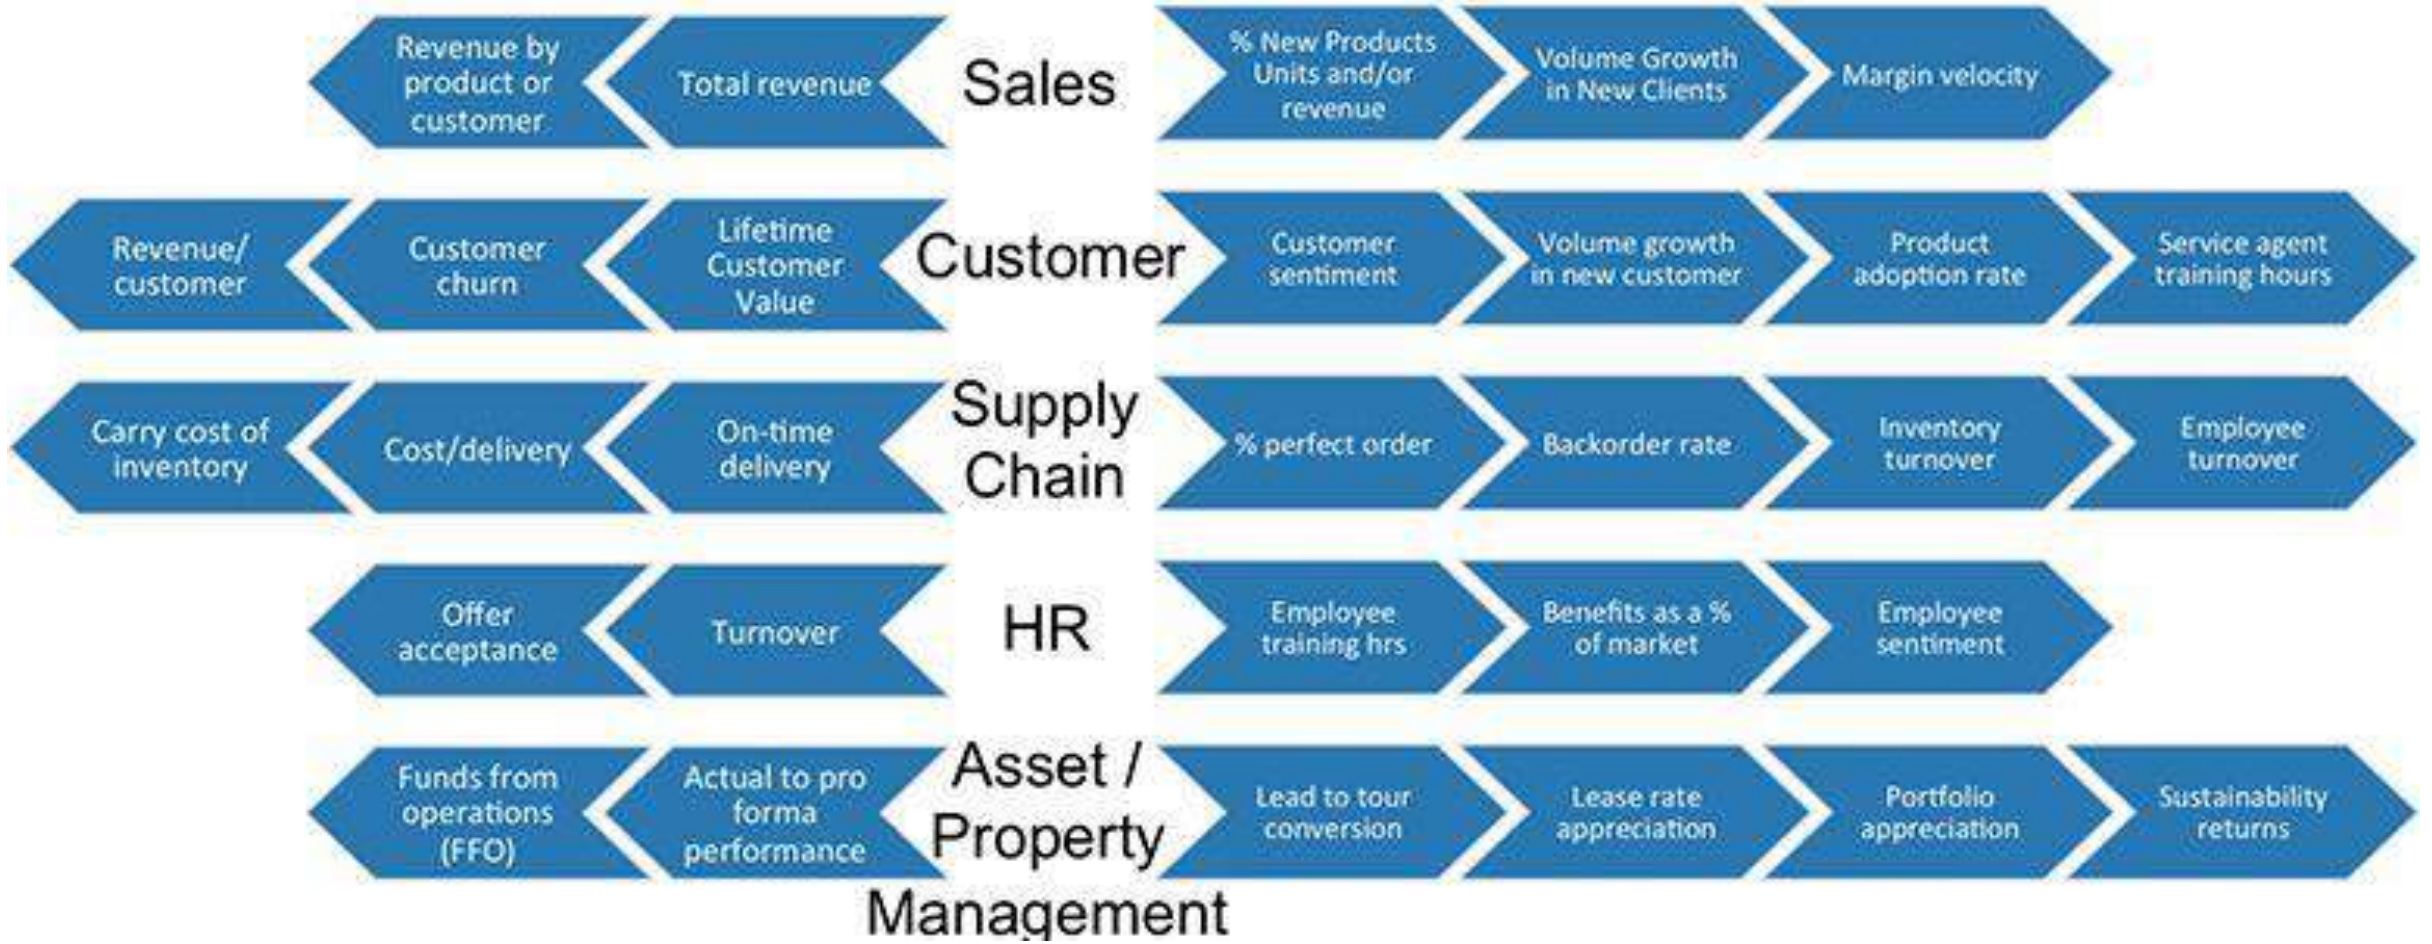 Revenue by
product or
customer
Total revenue
Sales
% New Products
Units and/or
revenue
Volume Growth
in New Clients
Margin velocity
Revenue/
customer
Customer
churn
Lifetime
Customer
Value
Customer
Customer
sentiment
Volume growth
in new customer
Product
adoption rate
Service agent
training hours
Carry cost of
inventory
Cost/delivery
On-time
delivery
Supply
Chain
% perfect order
Backorder rate
Inventory
turnover
Employee
turnover
Offer
acceptance
Turnover
HR
Employee
training hrs
Benefits as a %
of market
Employee
sentiment
Funds from
operations
(FFO)
Actual to pro
forma
performance
Asset /
Property
Management
Lead to tour
conversion
Lease rate
appreciation
Portfolio
appreciation
Sustainability
returns